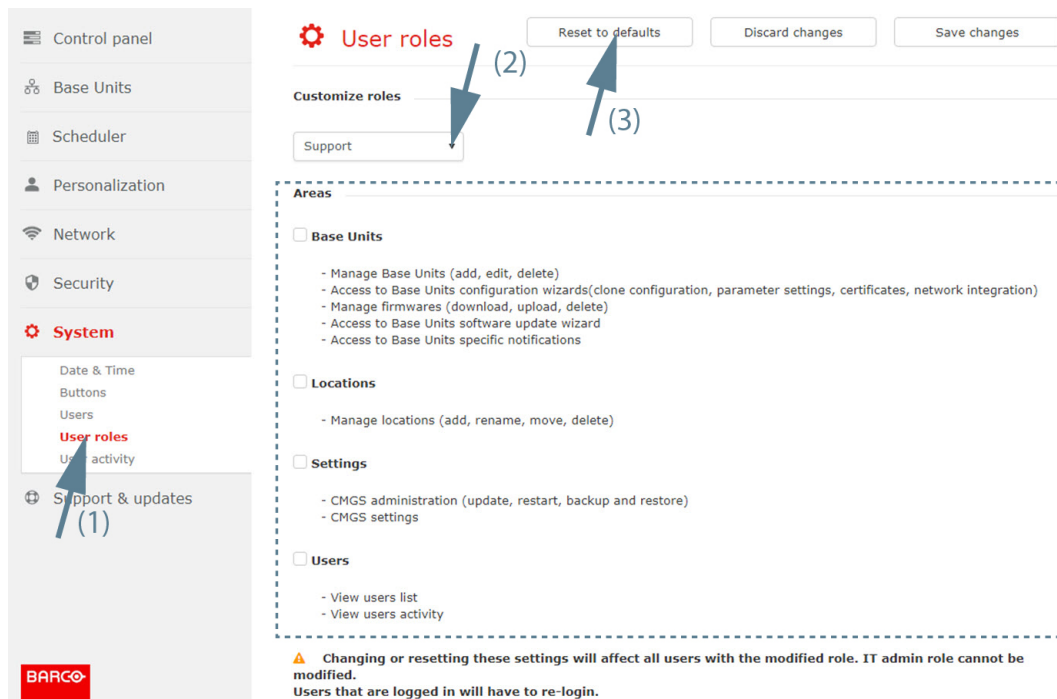 Control panel
Base Units
Scheduler
Personalization
Network
Security
System
Date & Time
Buttons
Users
User roles
User activity
Support & updates
(1)
BARCO
User roles
Reset to defaults
Discard changes
Save changes
(2)
(3)
Customize roles
Support
Areas
Base Units
- Manage Base Units (add, edit, delete)
- Access to Base Units configuration wizards(clone configuration, parameter settings, certificates, network integration)
- Manage firmwares (download, upload, delete)
- Access to Base Units software update wizard
- Access to Base Units specific notifications
Locations
- Manage locations (add, rename, move, delete)
Settings
- CMGS administration (update, restart, backup and restore)
- CMGS settings
Users
- View users list
- View users activity
Changing or resetting these settings will affect all users with the modified role. IT admin role cannot be
modified.
Users that are logged in will have to re-login.